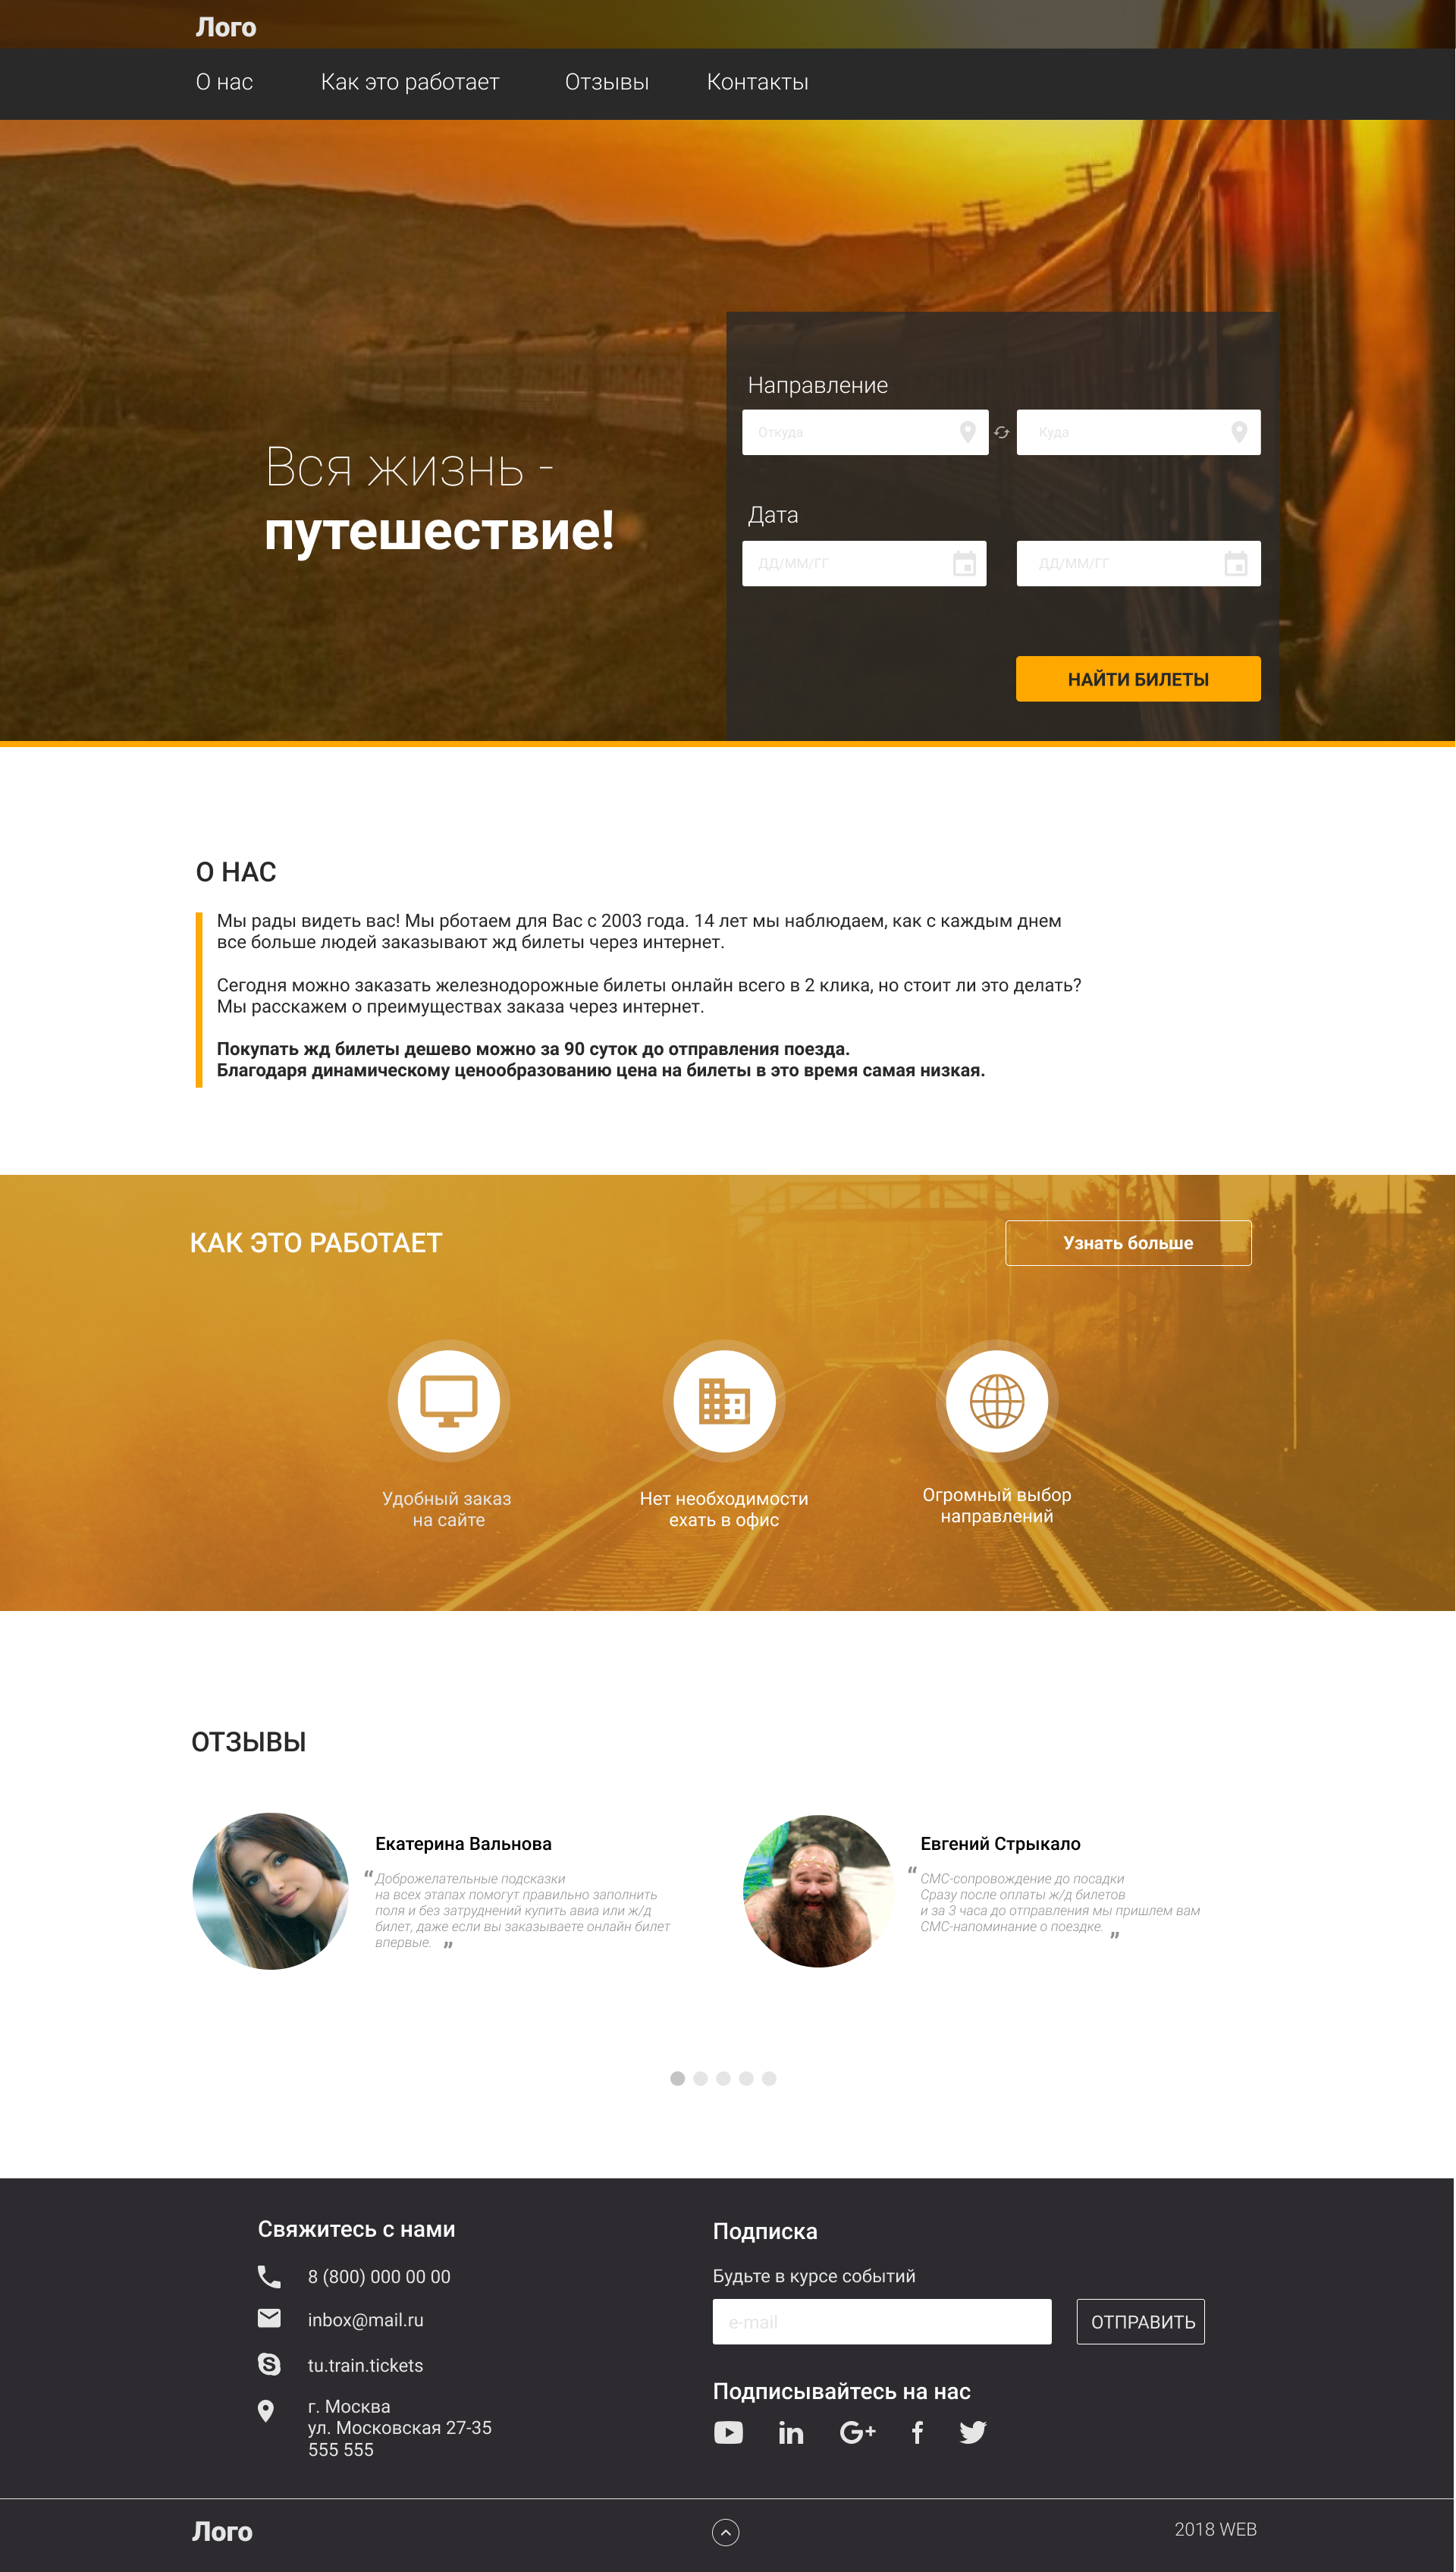 Лого
О нас Как это работает Отзывы Контакты
Вся жизнь -
путешествие!
Направление
Откуда Куда
Дата
ДД/ММ/ГГ ДД/ММ/ГГ
НАЙТИ БИЛЕТЫ
О НАС
Мы рады видеть вас! Мы рботаем для Вас с 2003 года. 14 лет мы наблюдаем, как с каждым днем
все больше людей заказывают жд билеты через интернет.
Сегодня можно заказать железнодорожные билеты онлайн всего в 2 клика, но стоит ли это делать?
Мы расскажем о преимуществах заказа через интернет.
Покупать жд билеты дешево можно за 90 суток до отправления поезда.
Благодаря динамическому ценообразованию цена на билеты в это время самая низкая.
КАК ЭТО РАБОТАЕТ
Узнать больше
Удобный заказ
на сайте
Нет необходимости
ехать в офис
Огромный выбор
направлений
ОТЗЫВЫ
Екатерина Вальнова
“ Доброжелательные подсказки
на всех этапах помогут правильно заполнить
поля и без затруднений купить авиа или ж/д
билет, даже если вы заказываете онлайн билет
впервые. ”
Евгений Стрыкало
“ СМС-сопровождение до посадки
Сразу после оплаты ж/д билетов
и за 3 часа до отправления мы пришлем вам
СМС-напоминание о поездке. ”
Свяжитесь с нами
8 (800) 000 00 00
inbox@mail.ru
tu.train.tickets
г. Москва
ул. Московская 27-35
555 555
Подписка
Будьте в курсе событий
e-mail
ОТПРАВИТЬ
Подписывайтесь на нас
in G+ f
Лого
2018 WEB